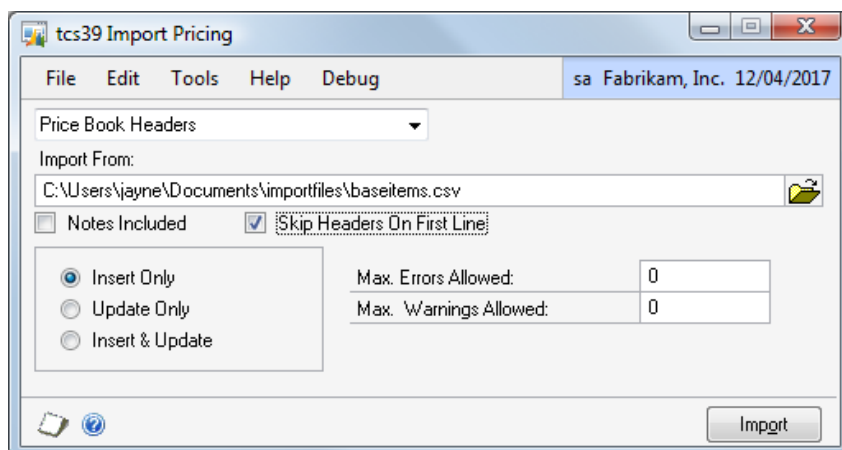 tcs39 Import Pricing
File Edit Tools Help Debug sa Fabrikam, Inc. 12/04/2017
Price Book Headers
Import From:
C:\Users\jayne\Documents\importfiles\baseitems.csv
Notes Included Skip Headers On First Line
Insert Only Max. Errors Allowed: 0
Update Only Max. Warnings Allowed: 0
Insert & Update
Import